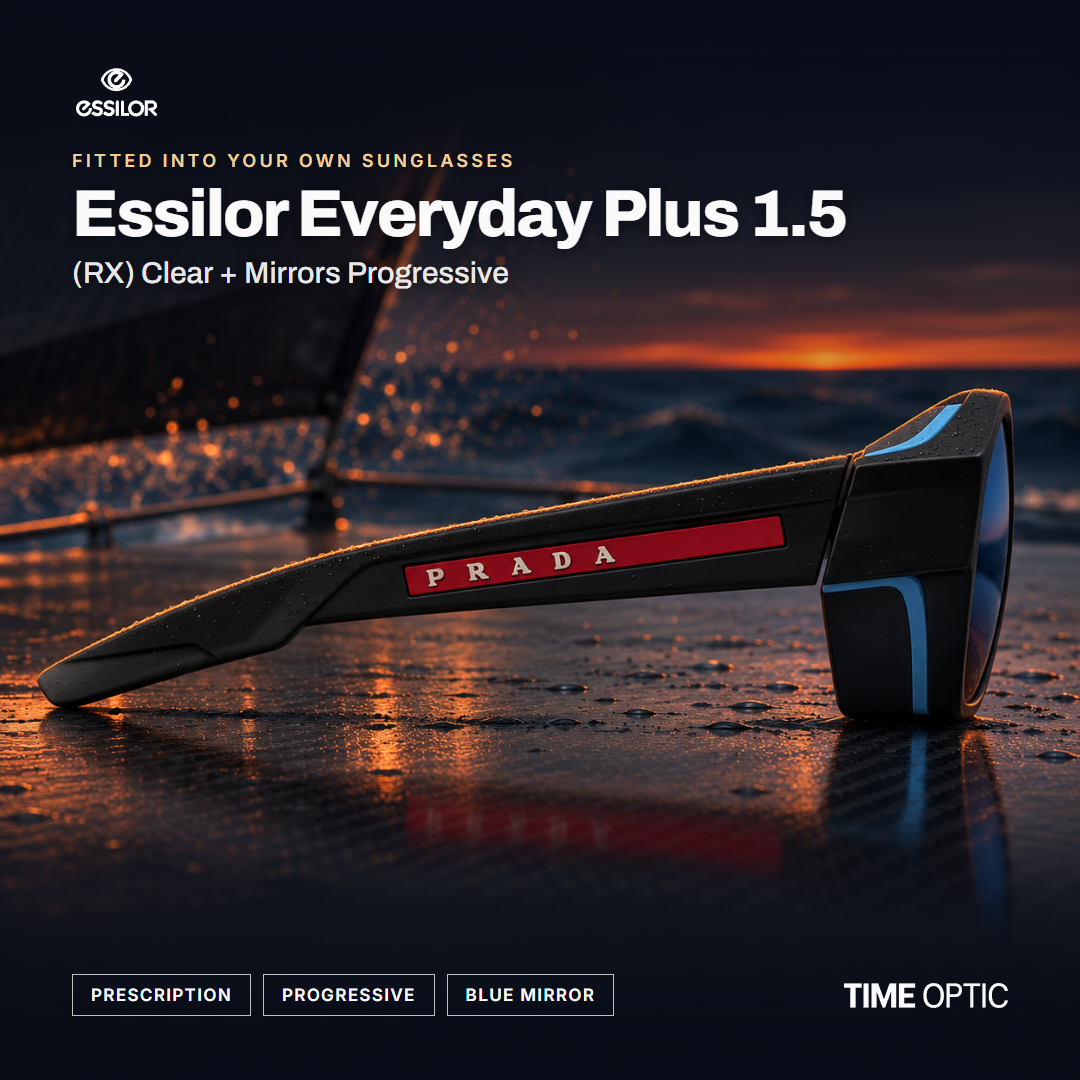 essilor
FITTED INTO YOUR OWN SUNGLASSES
Essilor Everyday Plus 1.5
(RX) Clear + Mirrors Progressive
PRADA
PRESCRIPTION
PROGRESSIVE
BLUE MIRROR
TIME OPTIC